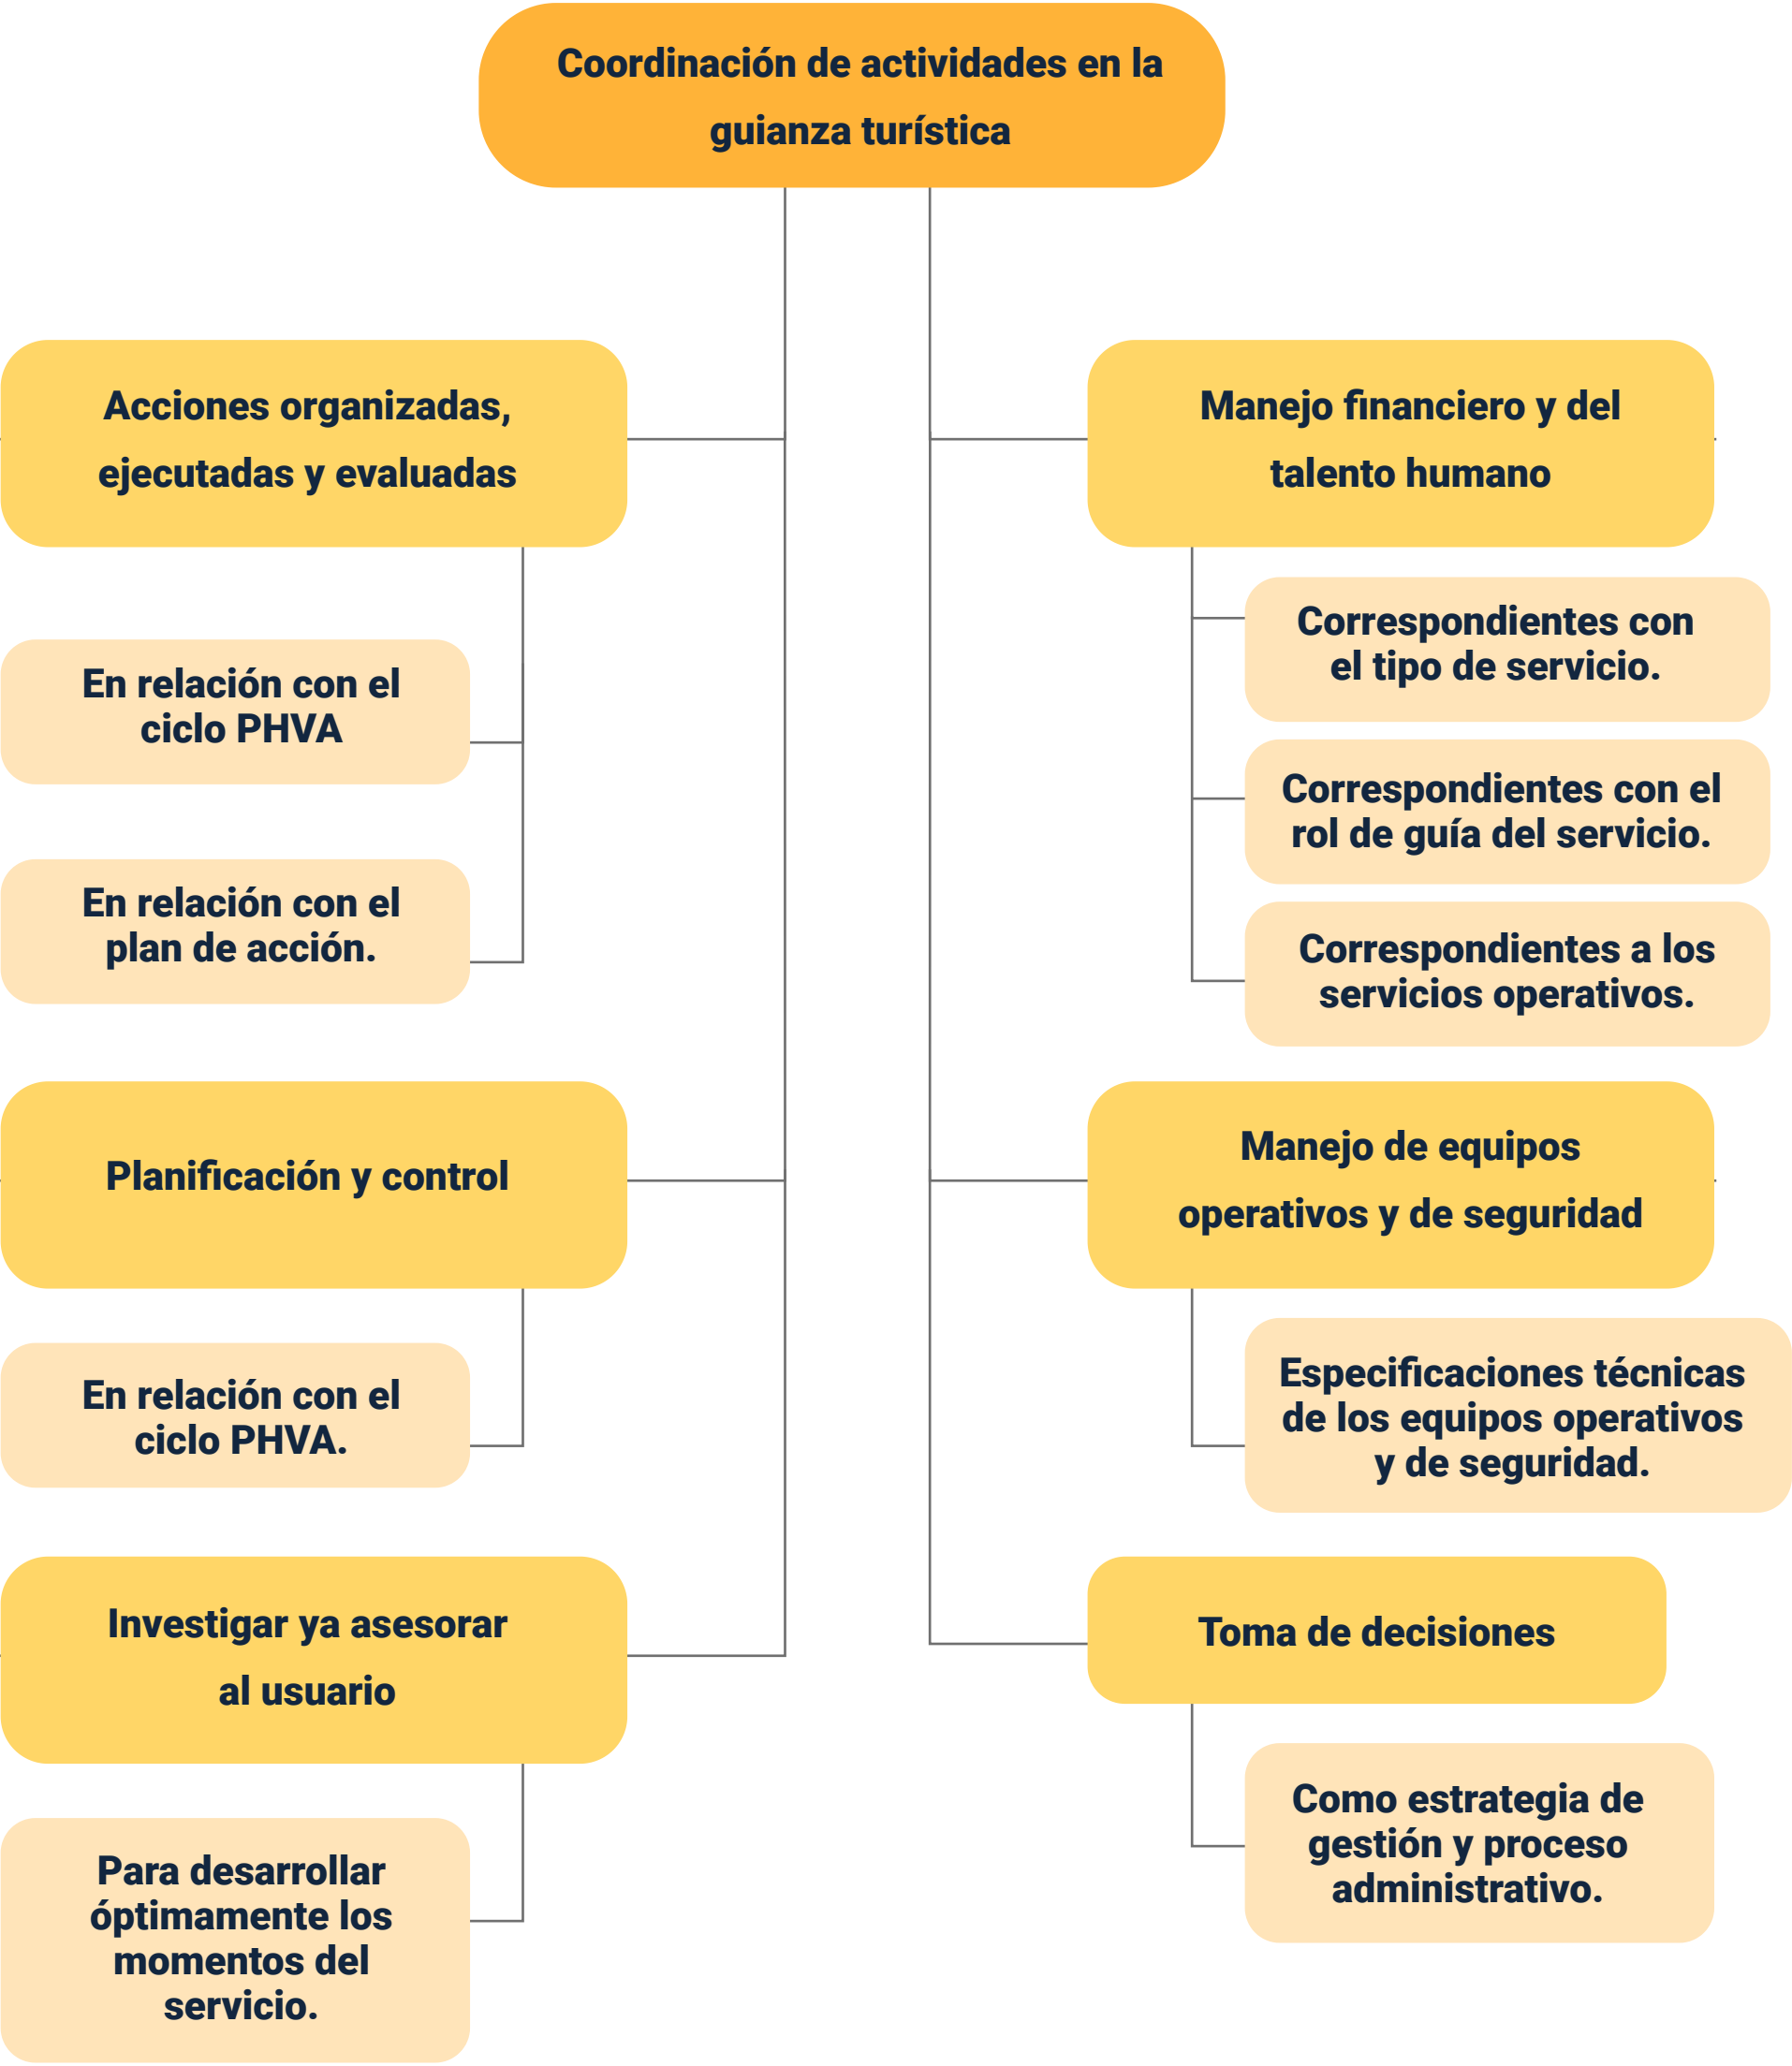 Coordinación de actividades en la
guianza turística
Acciones organizadas,
ejecutadas y evaluadas
En relación con el
ciclo PHVA
En relación con el
plan de acción.
Planificación y control
En relación con el
ciclo PHVA.
Investigar ya asesorar
al usuario
Para desarrollar
óptimamente los
momentos del
servicio.
Manejo financiero y del
talento humano
Correspondientes con
el tipo de servicio.
Correspondientes con el
rol de guía del servicio.
Correspondientes a los
servicios operativos.
Manejo de equipos
operativos y de seguridad
Especificaciones técnicas
de los equipos operativos
y de seguridad.
Toma de decisiones
Como estrategia de
gestión y proceso
administrativo.